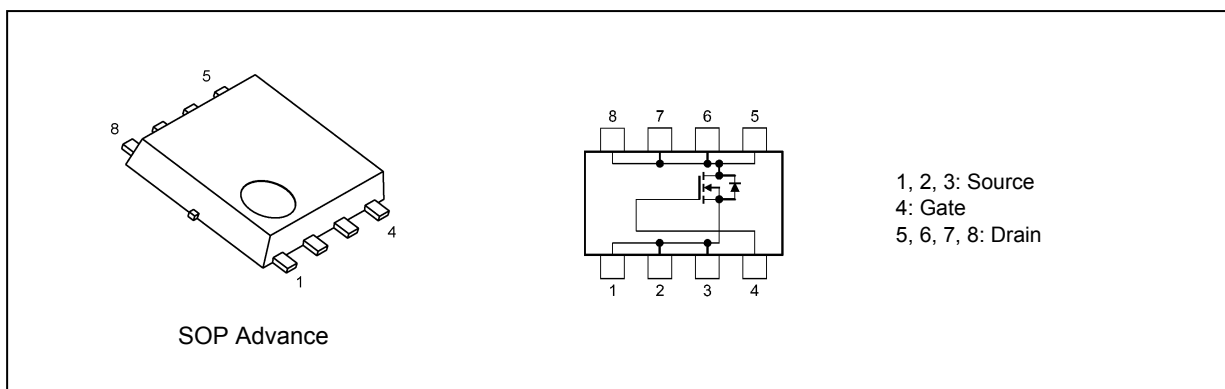 5
8
4
1
SOP Advance
8 7 6 5
1 2 3 4
1, 2, 3: Source
4: Gate
5, 6, 7, 8: Drain